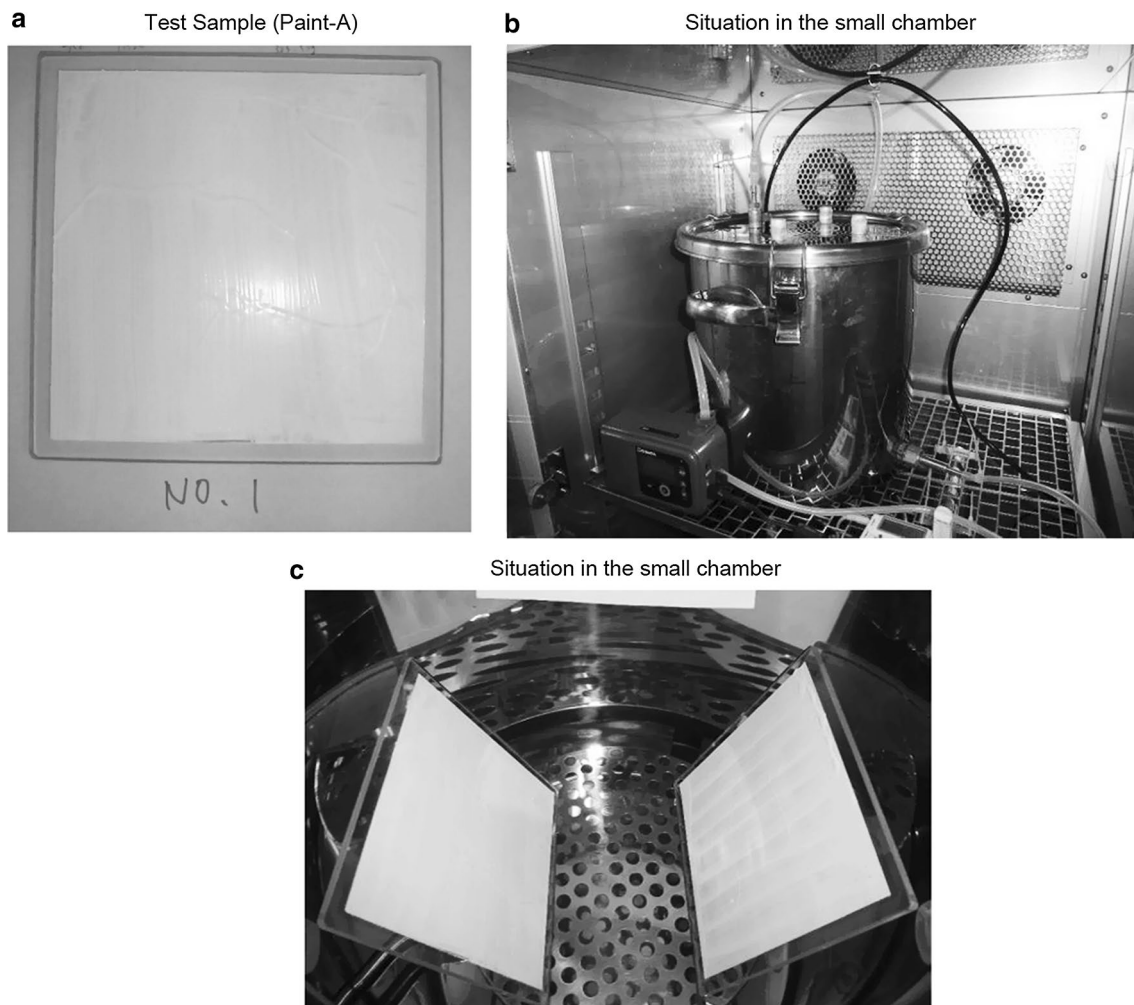 a
Test Sample (Paint-A)
b
Situation in the small chamber
NO. 1
c
Situation in the small chamber